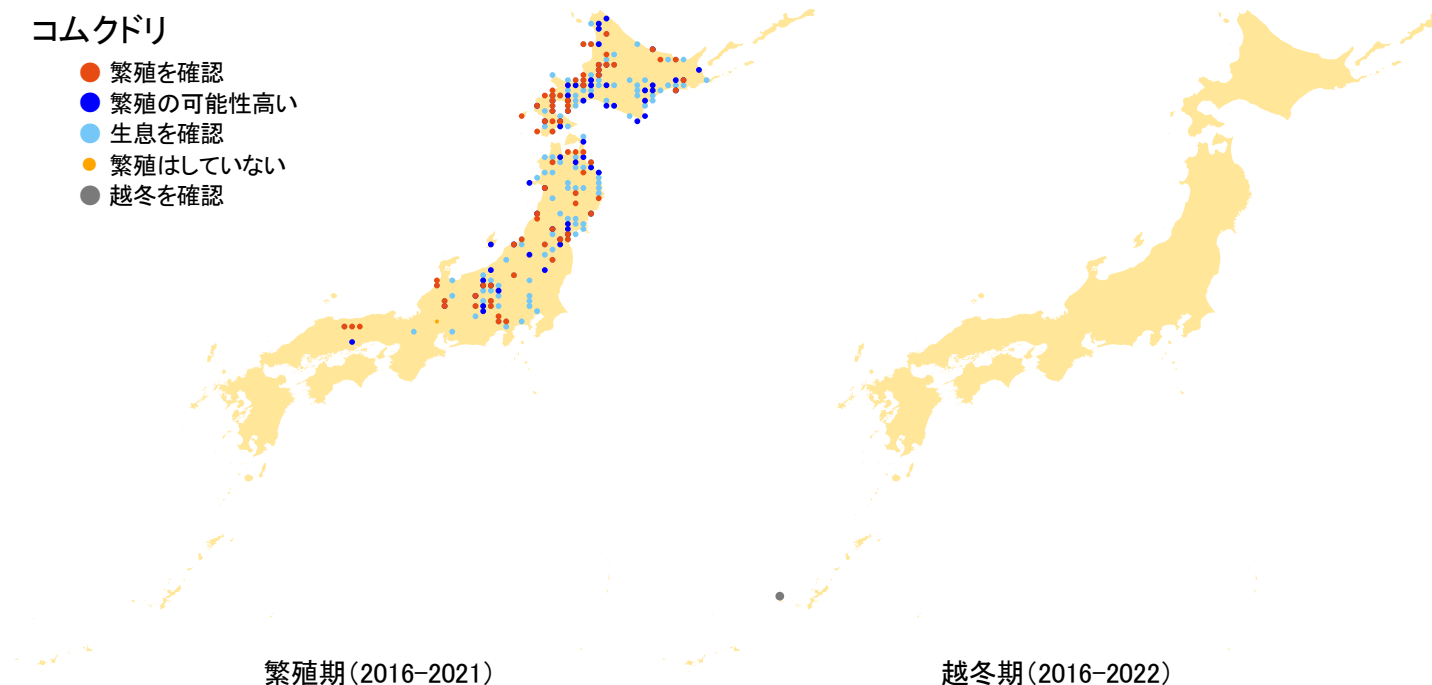 コムクドリ
繁殖を確認
繁殖の可能性高い
生息を確認
繁殖はしていない
越冬を確認
繁殖期(2016-2021)
越冬期(2016-2022)